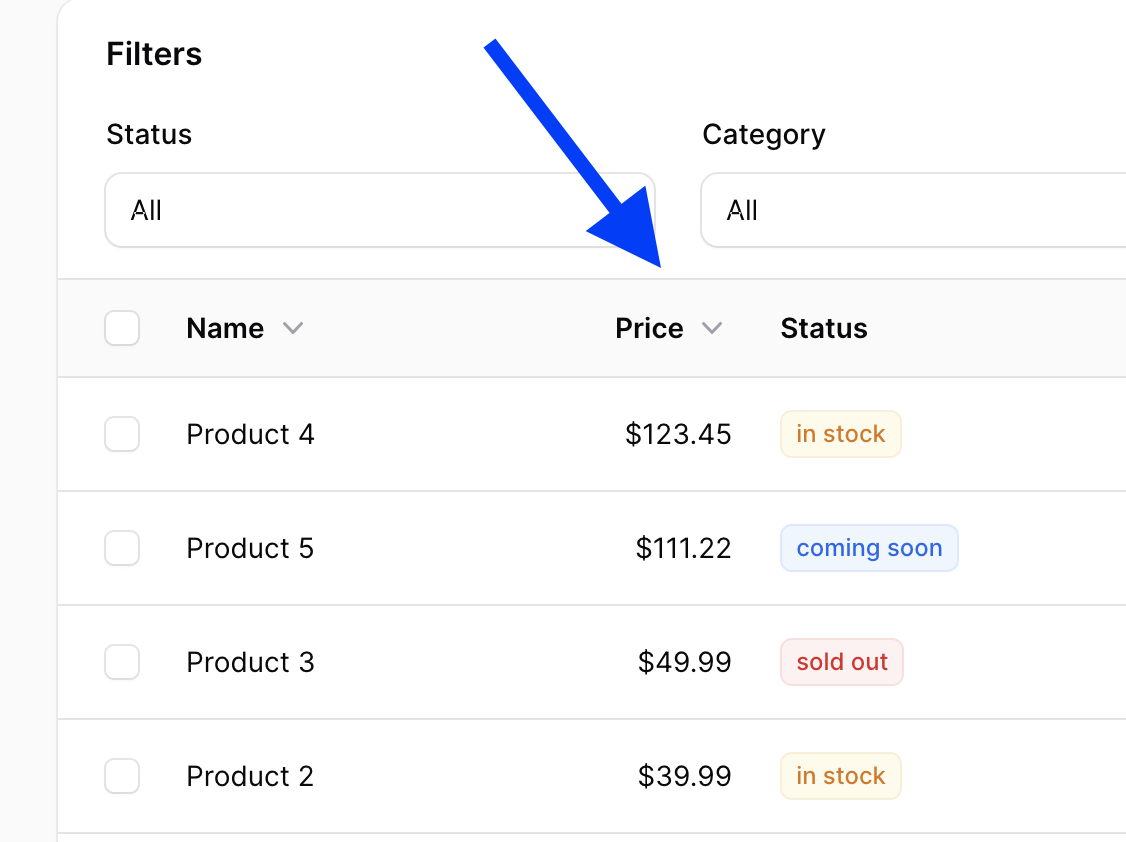 Filters
Status Category
All All
Name Price Status
Product 4 $123.45 in stock
Product 5 $111.22 coming soon
Product 3 $49.99 sold out
Product 2 $39.99 in stock